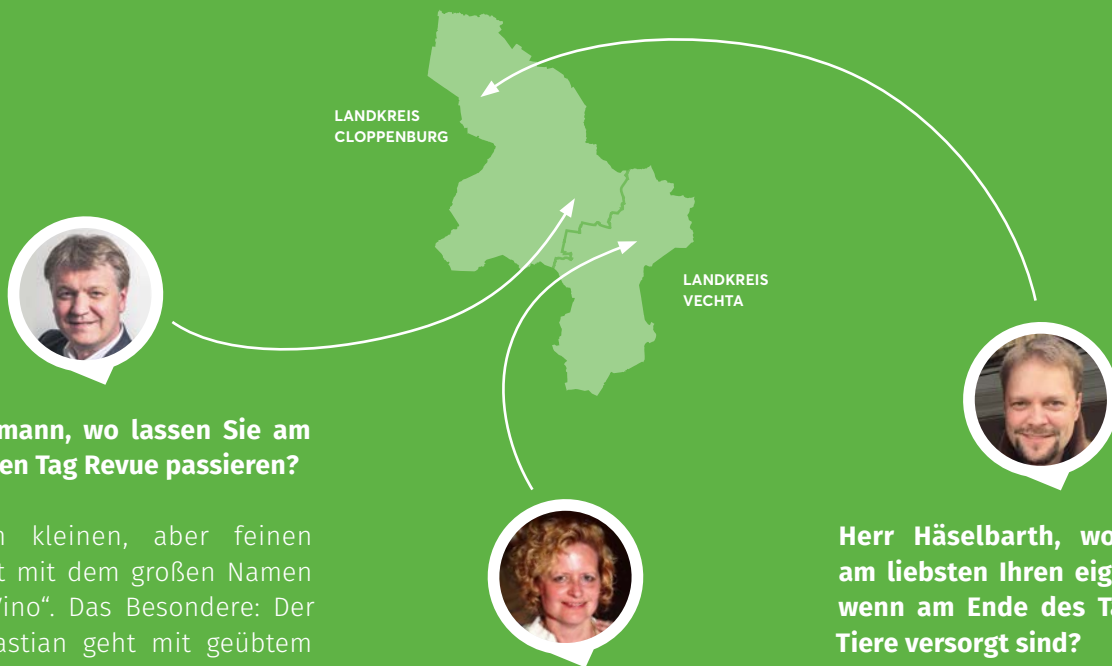 LANDKREIS
CLOPPENBURG
LANDKREIS
VECHTA
mann, wo lassen Sie am
en Tag Revue passieren?
kleinen, aber feinen
t mit dem großen Namen
Vino“. Das Besondere: Der
astian geht mit geübtem
Herr Häselbarth, wo
am liebsten Ihren eig
wenn am Ende des Ta
Tiere versorgt sind?